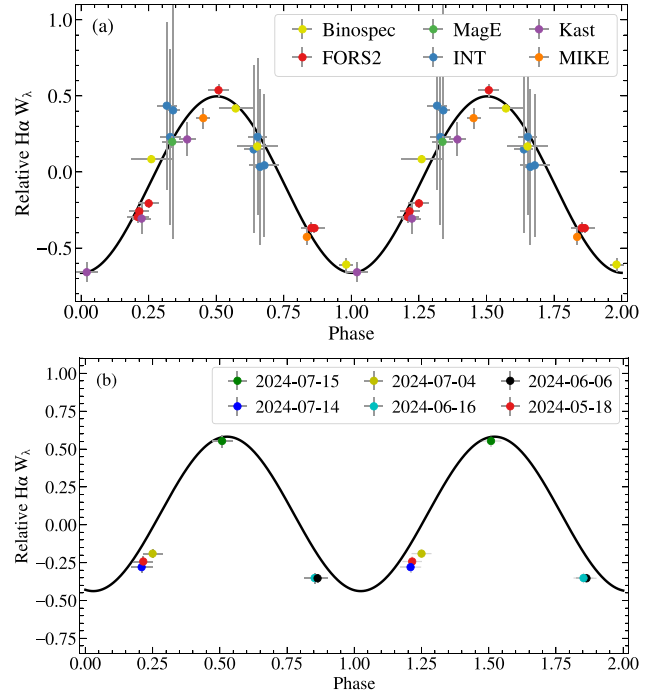 (a)
Binospec MagE Kast
FORS2 INT MIKE
1.0
0.5
0.0
−0.5
Relative Hα Wλ
0.00 0.25 0.50 0.75 1.00 1.25 1.50 1.75 2.00
Phase
(b)
2024-07-15 2024-07-04 2024-06-06
2024-07-14 2024-06-16 2024-05-18
1.00
0.75
0.50
0.25
0.00
−0.25
−0.50
−0.75
Relative Hα Wλ
0.00 0.25 0.50 0.75 1.00 1.25 1.50 1.75 2.00
Phase